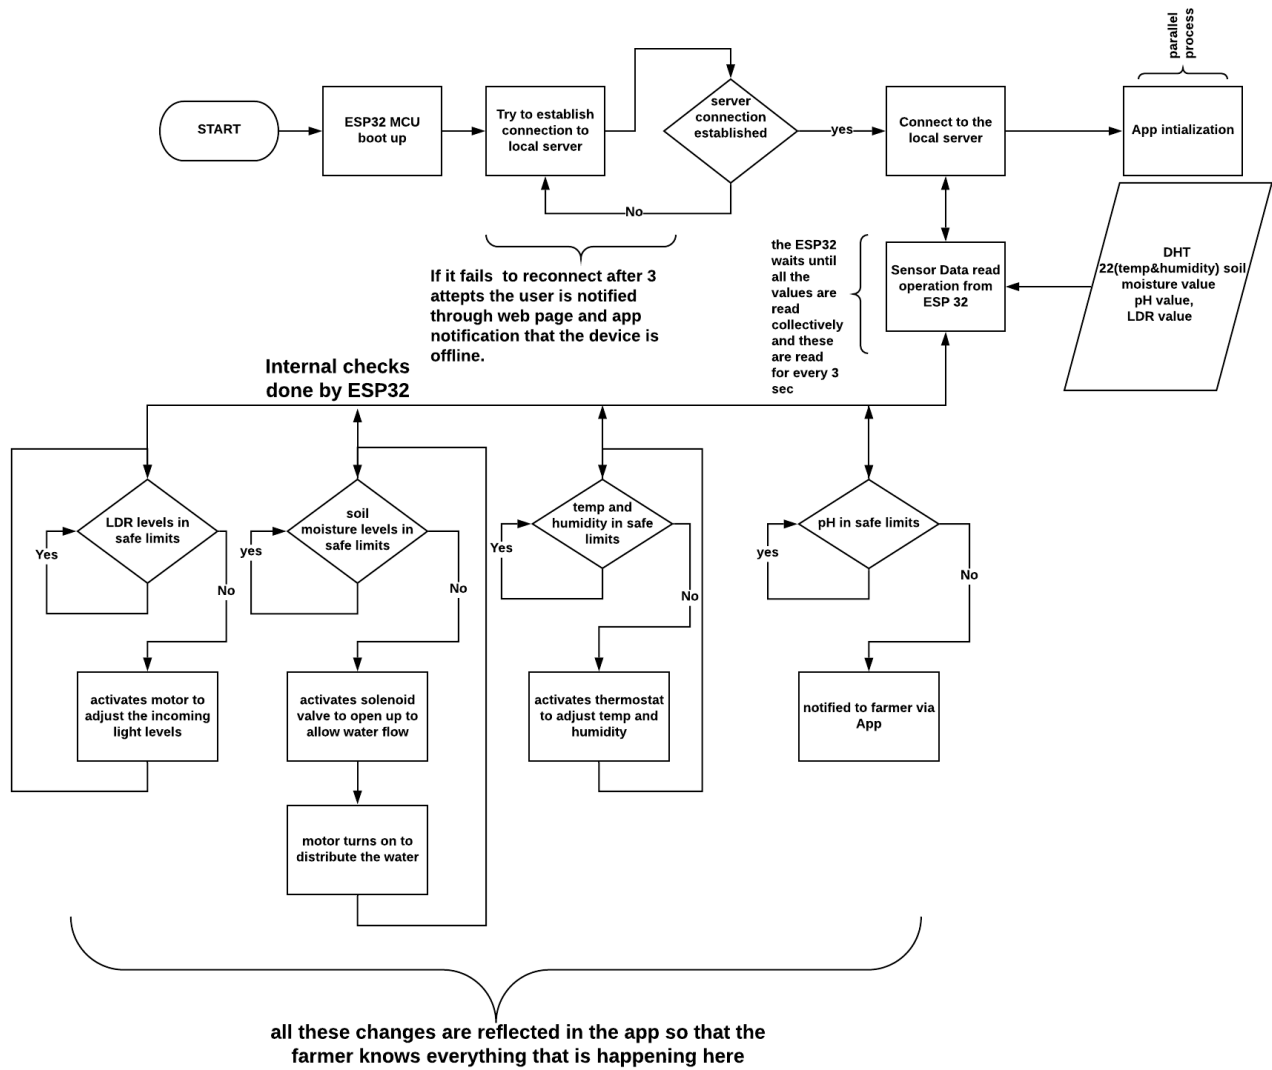 parallel
process
START
ESP32 MCU
boot up
Try to establish
connection to
local server
server
connection
established
yes
Connect to the
local server
App intialization
No
If it fails  to reconnect after 3
attepts the user is notified
through web page and app
notification that the device is
offline.
the ESP32
waits until
all the
values are
read
collectively
and these
are read
for every 3
sec
Sensor Data read
operation from
ESP 32
DHT
22(temp&humidity) soil
moisture value
pH value,
LDR value
Internal checks
done by ESP32
LDR levels in
safe limits
Yes
No
soil
moisture levels in
safe limits
yes
No
temp and
humidity in safe
limits
Yes
No
pH in safe limits
yes
No
activates motor to
adjust the incoming
light levels
activates solenoid
valve to open up to
allow water flow
activates thermostat
to adjust temp and
humidity
notified to farmer via
App
motor turns on to
distribute the water
all these changes are reflected in the app so that the
farmer knows everything that is happening here